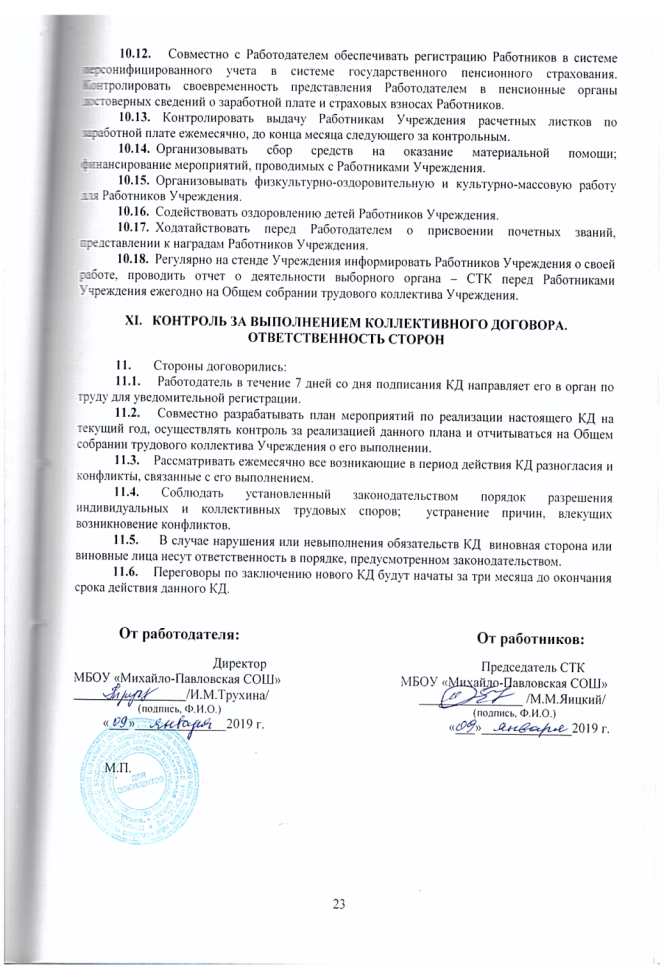 10.12. Совместно с Работодателем обеспечивать регистрацию Работников в системе
персонифицированного учета в системе государственного пенсионного страхования.
Контролировать своевременность представления Работодателем в пенсионные органы
достоверных сведений о заработной плате и страховых взносах Работников.
10.13. Контролировать выдачу Работникам Учреждения расчетных листков по
заработной плате ежемесячно, до конца месяца следующего за контрольным.
10.14. Организовывать сбор средств на оказание материальной помощи;
финансирование мероприятий, проводимых с Работниками Учреждения.
10.15. Организовывать физкультурно-оздоровительную и культурно-массовую работу
для Работников Учреждения.
10.16. Содействовать оздоровлению детей Работников Учреждения.
10.17. Ходатайствовать перед Работодателем о присвоении почетных званий,
представлении к наградам Работников Учреждения.
10.18. Регулярно на стенде Учреждения информировать Работников Учреждения о своей
работе, проводить отчет о деятельности выборного органа – СТК перед Работниками
Учреждения ежегодно на Общем собрании трудового коллектива Учреждения.
XI. КОНТРОЛЬ ЗА ВЫПОЛНЕНИЕМ КОЛЛЕКТИВНОГО ДОГОВОРА.
ОТВЕТСТВЕННОСТЬ СТОРОН
11. Стороны договорились:
11.1. Работодатель в течение 7 дней со дня подписания КД направляет его в орган по
труду для уведомительной регистрации.
11.2. Совместно разрабатывать план мероприятий по реализации настоящего КД на
текущий год, осуществлять контроль за реализацией данного плана и отчитываться на Общем
собрании трудового коллектива Учреждения о его выполнении.
11.3. Рассматривать ежемесячно все возникающие в период действия КД разногласия и
конфликты, связанные с его выполнением.
11.4. Соблюдать установленный законодательством порядок разрешения
индивидуальных и коллективных трудовых споров; устранение причин, влекущих
возникновение конфликтов.
11.5. В случае нарушения или невыполнения обязательств КД виновная сторона или
виновные лица несут ответственность в порядке, предусмотренном законодательством.
11.6. Переговоры по заключению нового КД будут начаты за три месяца до окончания
срока действия данного КД.
От работодателя:
Директор
МБОУ «Михайло-Павловская СОШ»
/И.М.Трухина/
(подпись, Ф.И.О.)
«09» января 2019 г.
М.П.
ДЛЯ
ДОКУМЕНТОВ
От работников:
Председатель СТК
МБОУ «Михайло-Павловская СОШ»
/М.М.Яицкий/
(подпись, Ф.И.О.)
«09» января 2019 г.
23